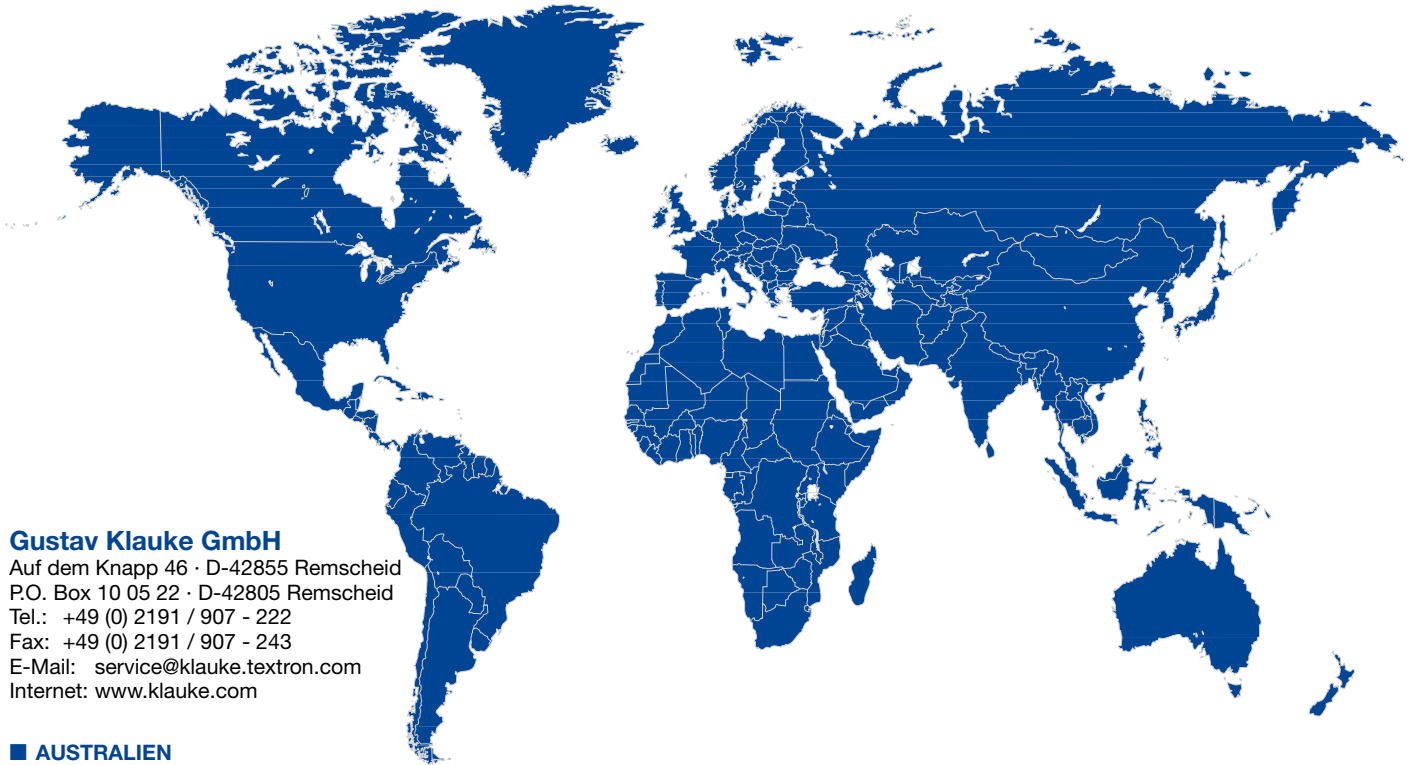 Gustav Klauke GmbH
Auf dem Knapp 46 · D-42855 Remscheid
P.O. Box 10 05 22 · D-42805 Remscheid
Tel.: +49 (0) 2191 / 907 - 222
Fax: +49 (0) 2191 / 907 - 243
E-Mail: service@klauke.textron.com
Internet: www.klauke.com
■ AUSTRALIEN